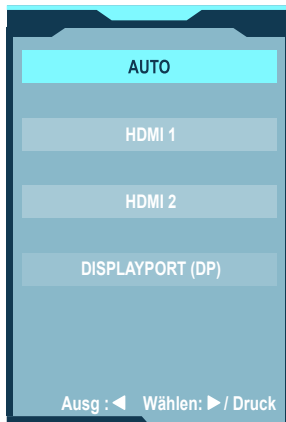 AUTO
HDMI 1
HDMI 2
DISPLAYPORT (DP)
Ausg : ◀ Wählen: ▶ / Druck